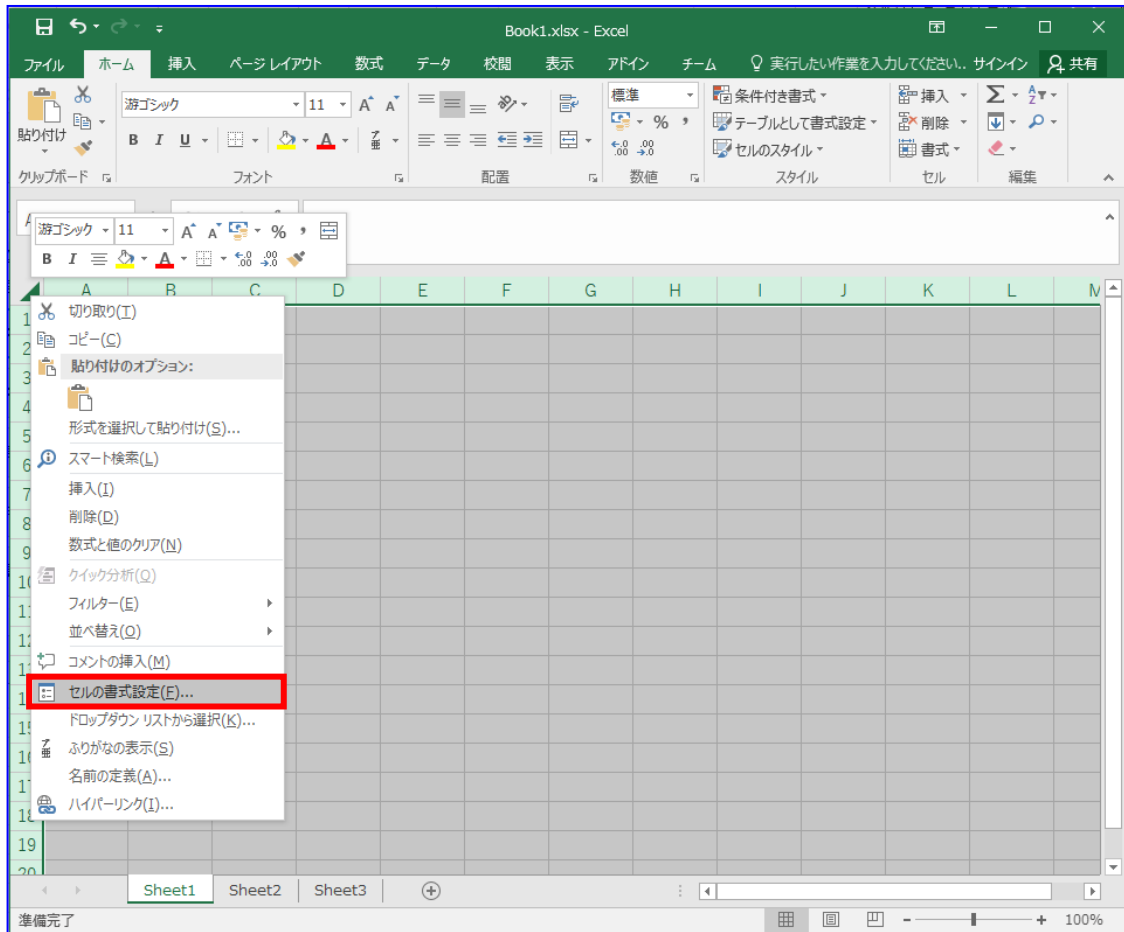 Book1.xlsx - Excel
ファイル ホーム 挿入 ページ レイアウト 数式 データ 校閲 表示 アドイン チーム 実行したい作業を入力してください.. サインイン 共有
貼り付け
游ゴシック 11
B I U
標準
% ,
条件付き書式
テーブルとして書式設定
セルのスタイル
挿入
削除
書式
クリップボード フォント 配置 数値 スタイル セル 編集
游ゴシック 11 % ,
B I
A B C D E F G H I J K L M
切り取り(T)
コピー(C)
貼り付けのオプション:
形式を選択して貼り付け(S)...
スマート検索(L)
挿入(I)
削除(D)
数式と値のクリア(N)
クイック分析(Q)
フィルター(E)
並べ替え(O)
コメントの挿入(M)
セルの書式設定(F)...
ドロップダウン リストから選択(K)...
ふりがなの表示(S)
名前の定義(A)...
ハイパーリンク(I)...
19
20
Sheet1 Sheet2 Sheet3
準備完了 100%